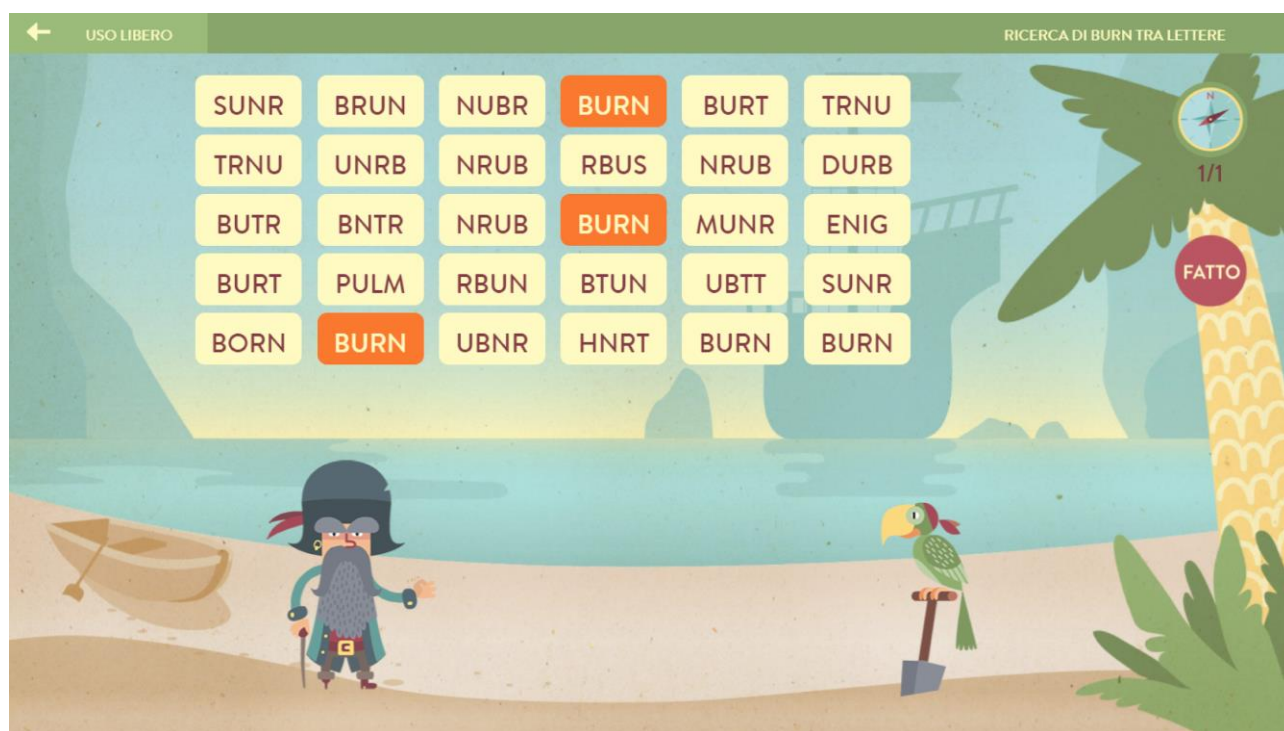 USO LIBERO RICERCA DI BURN TRA LETTERE
SUNR BRUN NUBR BURN BURT TRNU
N
TRNU UNRB NRUB RBUS NRUB DURB
1/1
BUTR BNTR NRUB BURN MUNR ENIG
BURT PULM RBUN BTUN UBTT SUNR
FATTO
BORN BURN UBNR HNRT BURN BURN